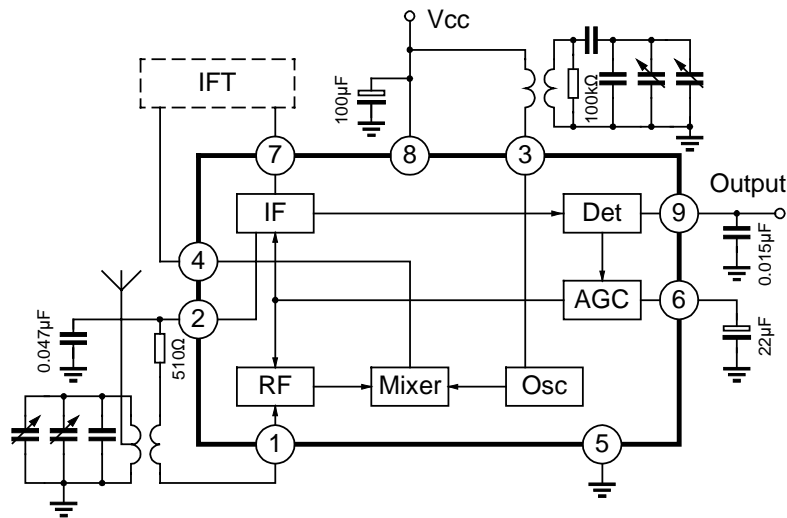 Vcc
IFT
100µF
100kΩ
7
8
3
Output
IF
Det
9
4
0.015µF
AGC
6
2
0.047µF
510Ω
22µF
RF
Mixer
Osc
1
5